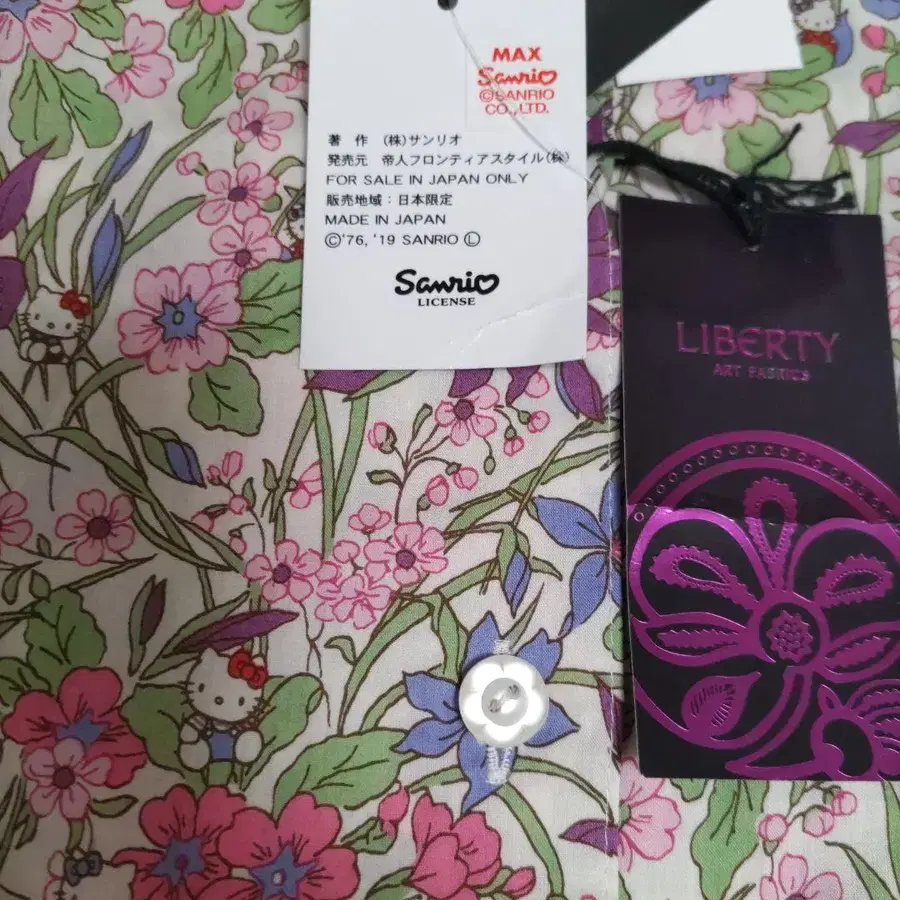 MAX
Sanrio
©SANRIO
CO., LTD.
著 作 (株)サンリオ
発売元 帝人フロンティアスタイル(株)
FOR SALE IN JAPAN ONLY
販売地域：日本限定
MADE IN JAPAN
©'76, '19 SANRIO Ⓛ
Sanrio
LICENSE
LIBERTY
ART FABRICS